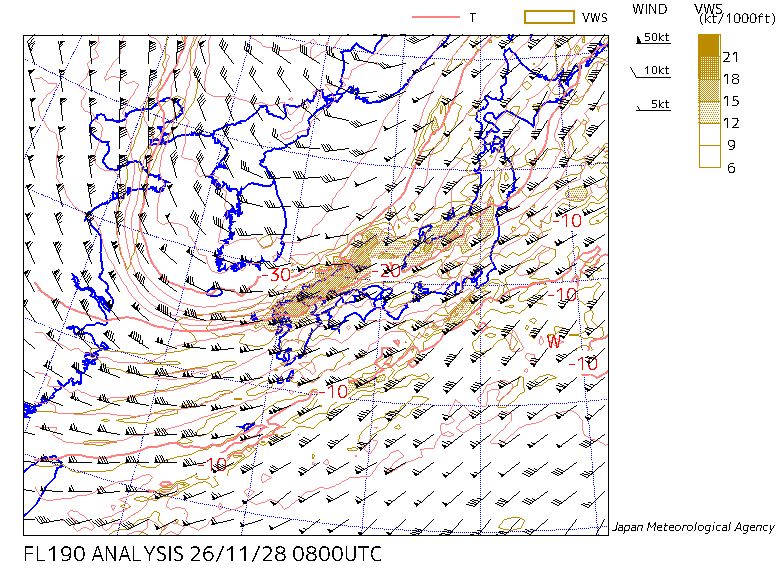 T VWS
WIND VWS
(kt/1000ft)
50kt
10kt
5kt
21
18
15
12
9
6
-10
-30
-20
-10
W
-10
-10
-10
Japan Meteorological Agency
FL190 ANALYSIS 26/11/28 0800UTC